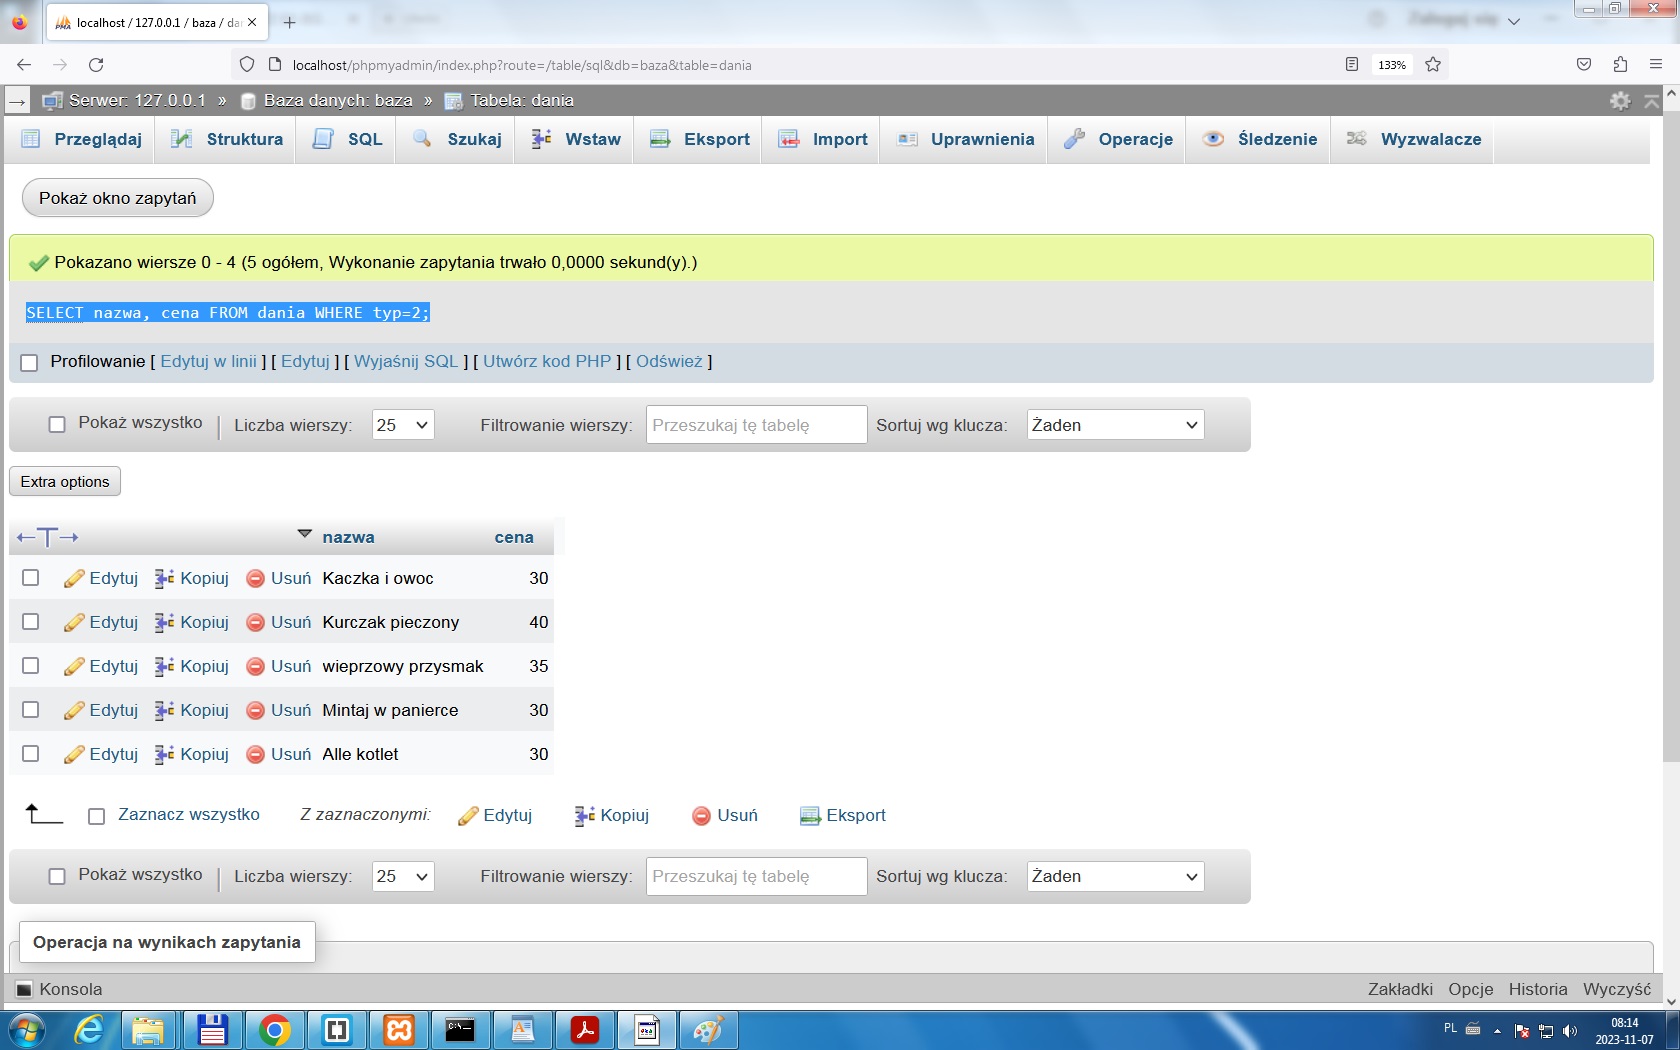 localhost / 127.0.0.1 / baza / da
localhost/phpmyadmin/index.php?route=/table/sql&db=baza&table=dania
133%
Serwer: 127.0.0.1 » Baza danych: baza » Tabela: dania
Przeglądaj Struktura SQL Szukaj Wstaw Eksport Import Uprawnienia Operacje Śledzenie Wyzwalacze
Pokaż okno zapytań
Pokazano wiersze 0 - 4 (5 ogółem, Wykonanie zapytania trwało 0,0000 sekund(y).)
SELECT nazwa, cena FROM dania WHERE typ=2;
Profilowanie [ Edytuj w linii ] [ Edytuj ] [ Wyjaśnij SQL ] [ Utwórz kod PHP ] [ Odśwież ]
Pokaż wszystko | Liczba wierszy: 25 Filtrowanie wierszy: Przeszukaj tę tabelę Sortuj wg klucza: Żaden
Extra options
nazwa cena
Edytuj Kopiuj Usuń Kaczka i owoc 30
Edytuj Kopiuj Usuń Kurczak pieczony 40
Edytuj Kopiuj Usuń wieprzowy przysmak 35
Edytuj Kopiuj Usuń Mintaj w panierce 30
Edytuj Kopiuj Usuń Alle kotlet 30
Zaznacz wszystko Z zaznaczonymi: Edytuj Kopiuj Usuń Eksport
Pokaż wszystko | Liczba wierszy: 25 Filtrowanie wierszy: Przeszukaj tę tabelę Sortuj wg klucza: Żaden
Operacja na wynikach zapytania
Konsola Zakładki Opcje Historia Wyczyść
PL 08:14
2023-11-07